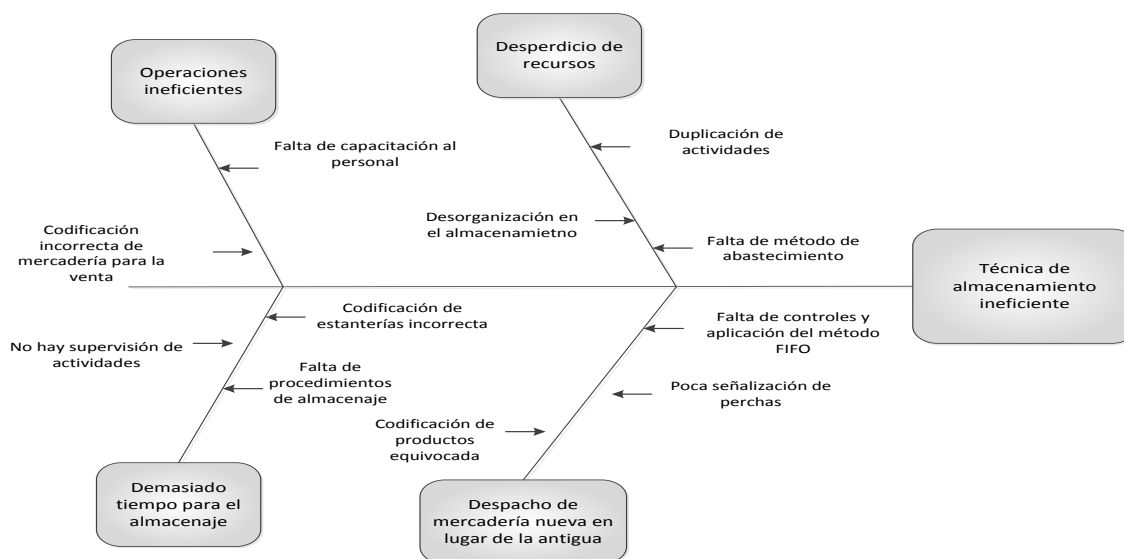 Operaciones
ineficientes
Desperdicio de
recursos
Falta de capacitación al
personal
Duplicación de
actividades
Codificación
incorrecta de
mercadería para la
venta
Desorganización en
el almacenamietno
Falta de método de
abastecimiento
Técnica de
almacenamiento
ineficiente
Codificación de
estanterías incorrecta
No hay supervisión de
actividades
Falta de
procedimientos
de almacenaje
Falta de controles y
aplicación del método
FIFO
Poca señalización de
perchas
Codificación de
productos
equivocada
Demasiado
tiempo para el
almacenaje
Despacho de
mercadería nueva en
lugar de la antigua